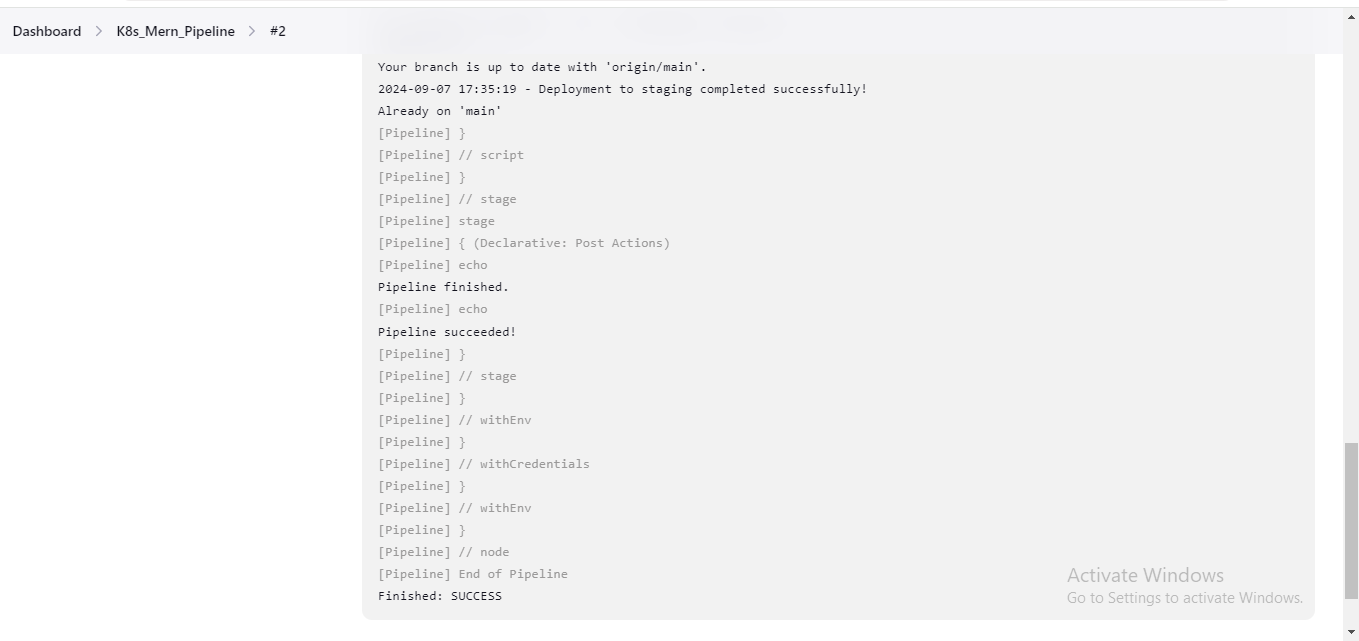 Dashboard > K8s_Mern_Pipeline > #2
Your branch is up to date with 'origin/main'.
2024-09-07 17:35:19 - Deployment to staging completed successfully!
Already on 'main'
[Pipeline] }
[Pipeline] // script
[Pipeline] }
[Pipeline] // stage
[Pipeline] stage
[Pipeline] { (Declarative: Post Actions)
[Pipeline] echo
Pipeline finished.
[Pipeline] echo
Pipeline succeeded!
[Pipeline] }
[Pipeline] // stage
[Pipeline] }
[Pipeline] // withEnv
[Pipeline] }
[Pipeline] // withCredentials
[Pipeline] }
[Pipeline] // withEnv
[Pipeline] }
[Pipeline] // node
[Pipeline] End of Pipeline
Finished: SUCCESS
Activate Windows
Go to Settings to activate Windows.